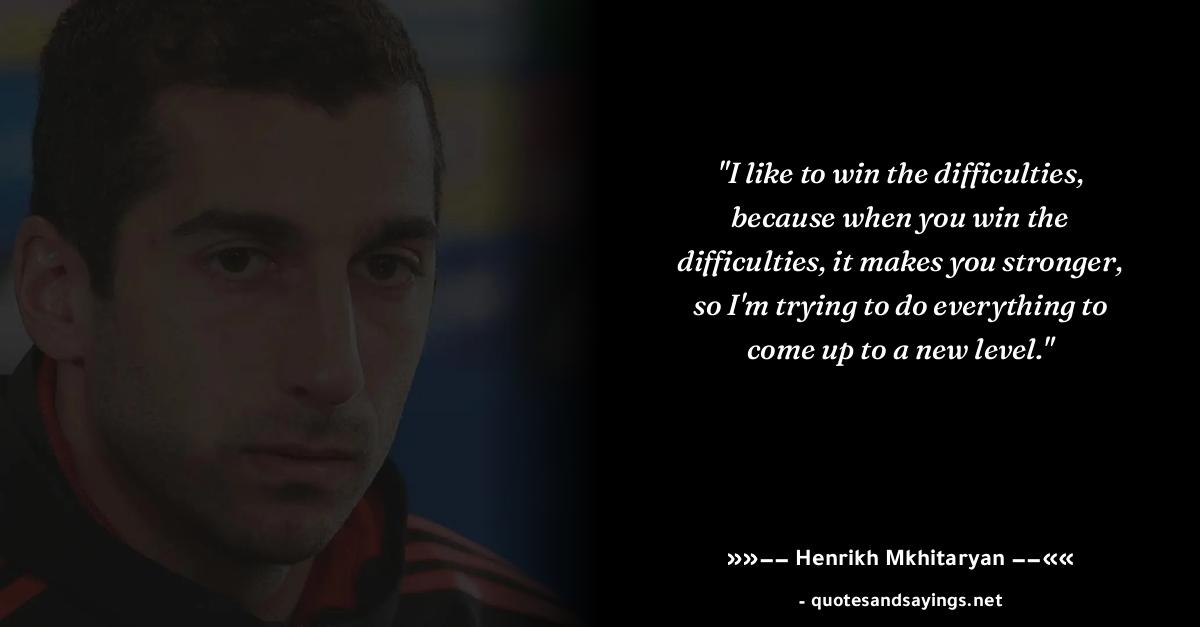 "I like to win the difficulties,
because when you win the
difficulties, it makes you stronger,
so I'm trying to do everything to
come up to a new level."
»»–– Henrikh Mkhitaryan ––««
- quotesandsayings.net